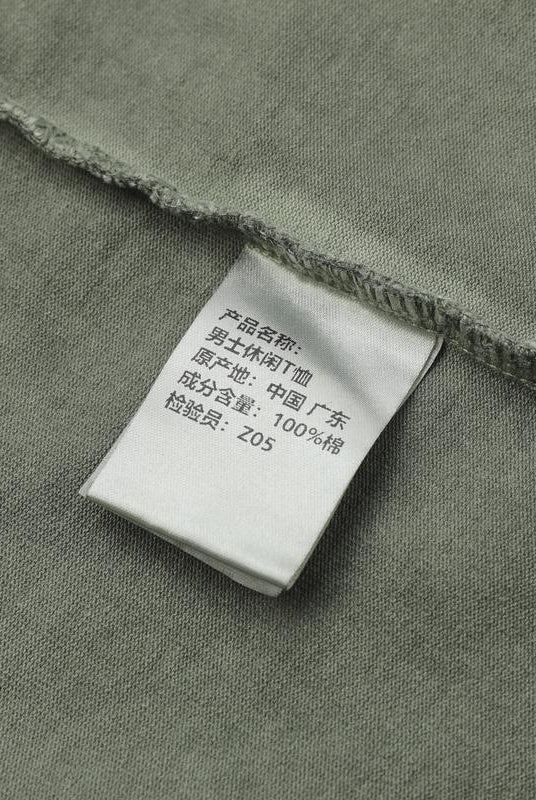 产品名称:
男士休闲T恤
原产地: 中国 广东
成分含量: 100%棉
检验员: Z05